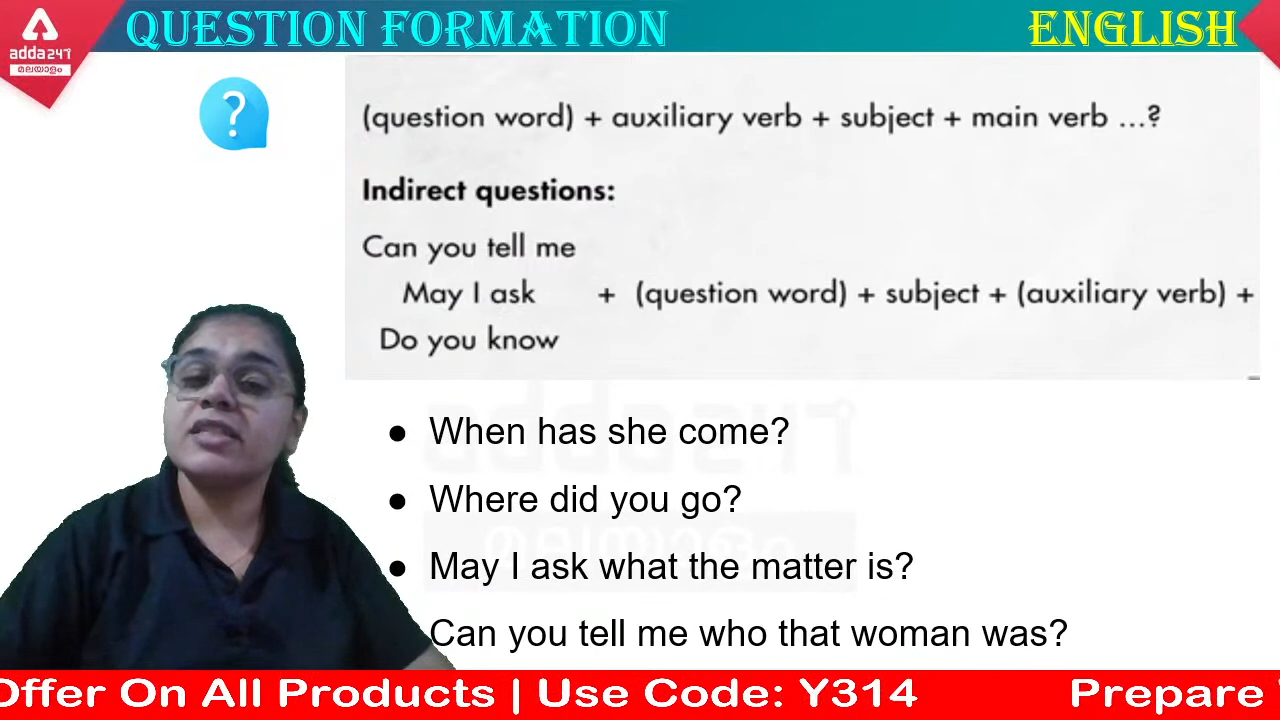 QUESTION FORMATION
ENGLISH
adda247
മലയാളം
?
(question word) + auxiliary verb + subject + main verb ...?
Indirect questions:
Can you tell me
May I ask + (question word) + subject + (auxiliary verb) +
Do you know
adda247
മലയാളം
● When has she come?
● Where did you go?
● May I ask what the matter is?
Can you tell me who that woman was?
Offer On All Products | Use Code: Y314 Prepare